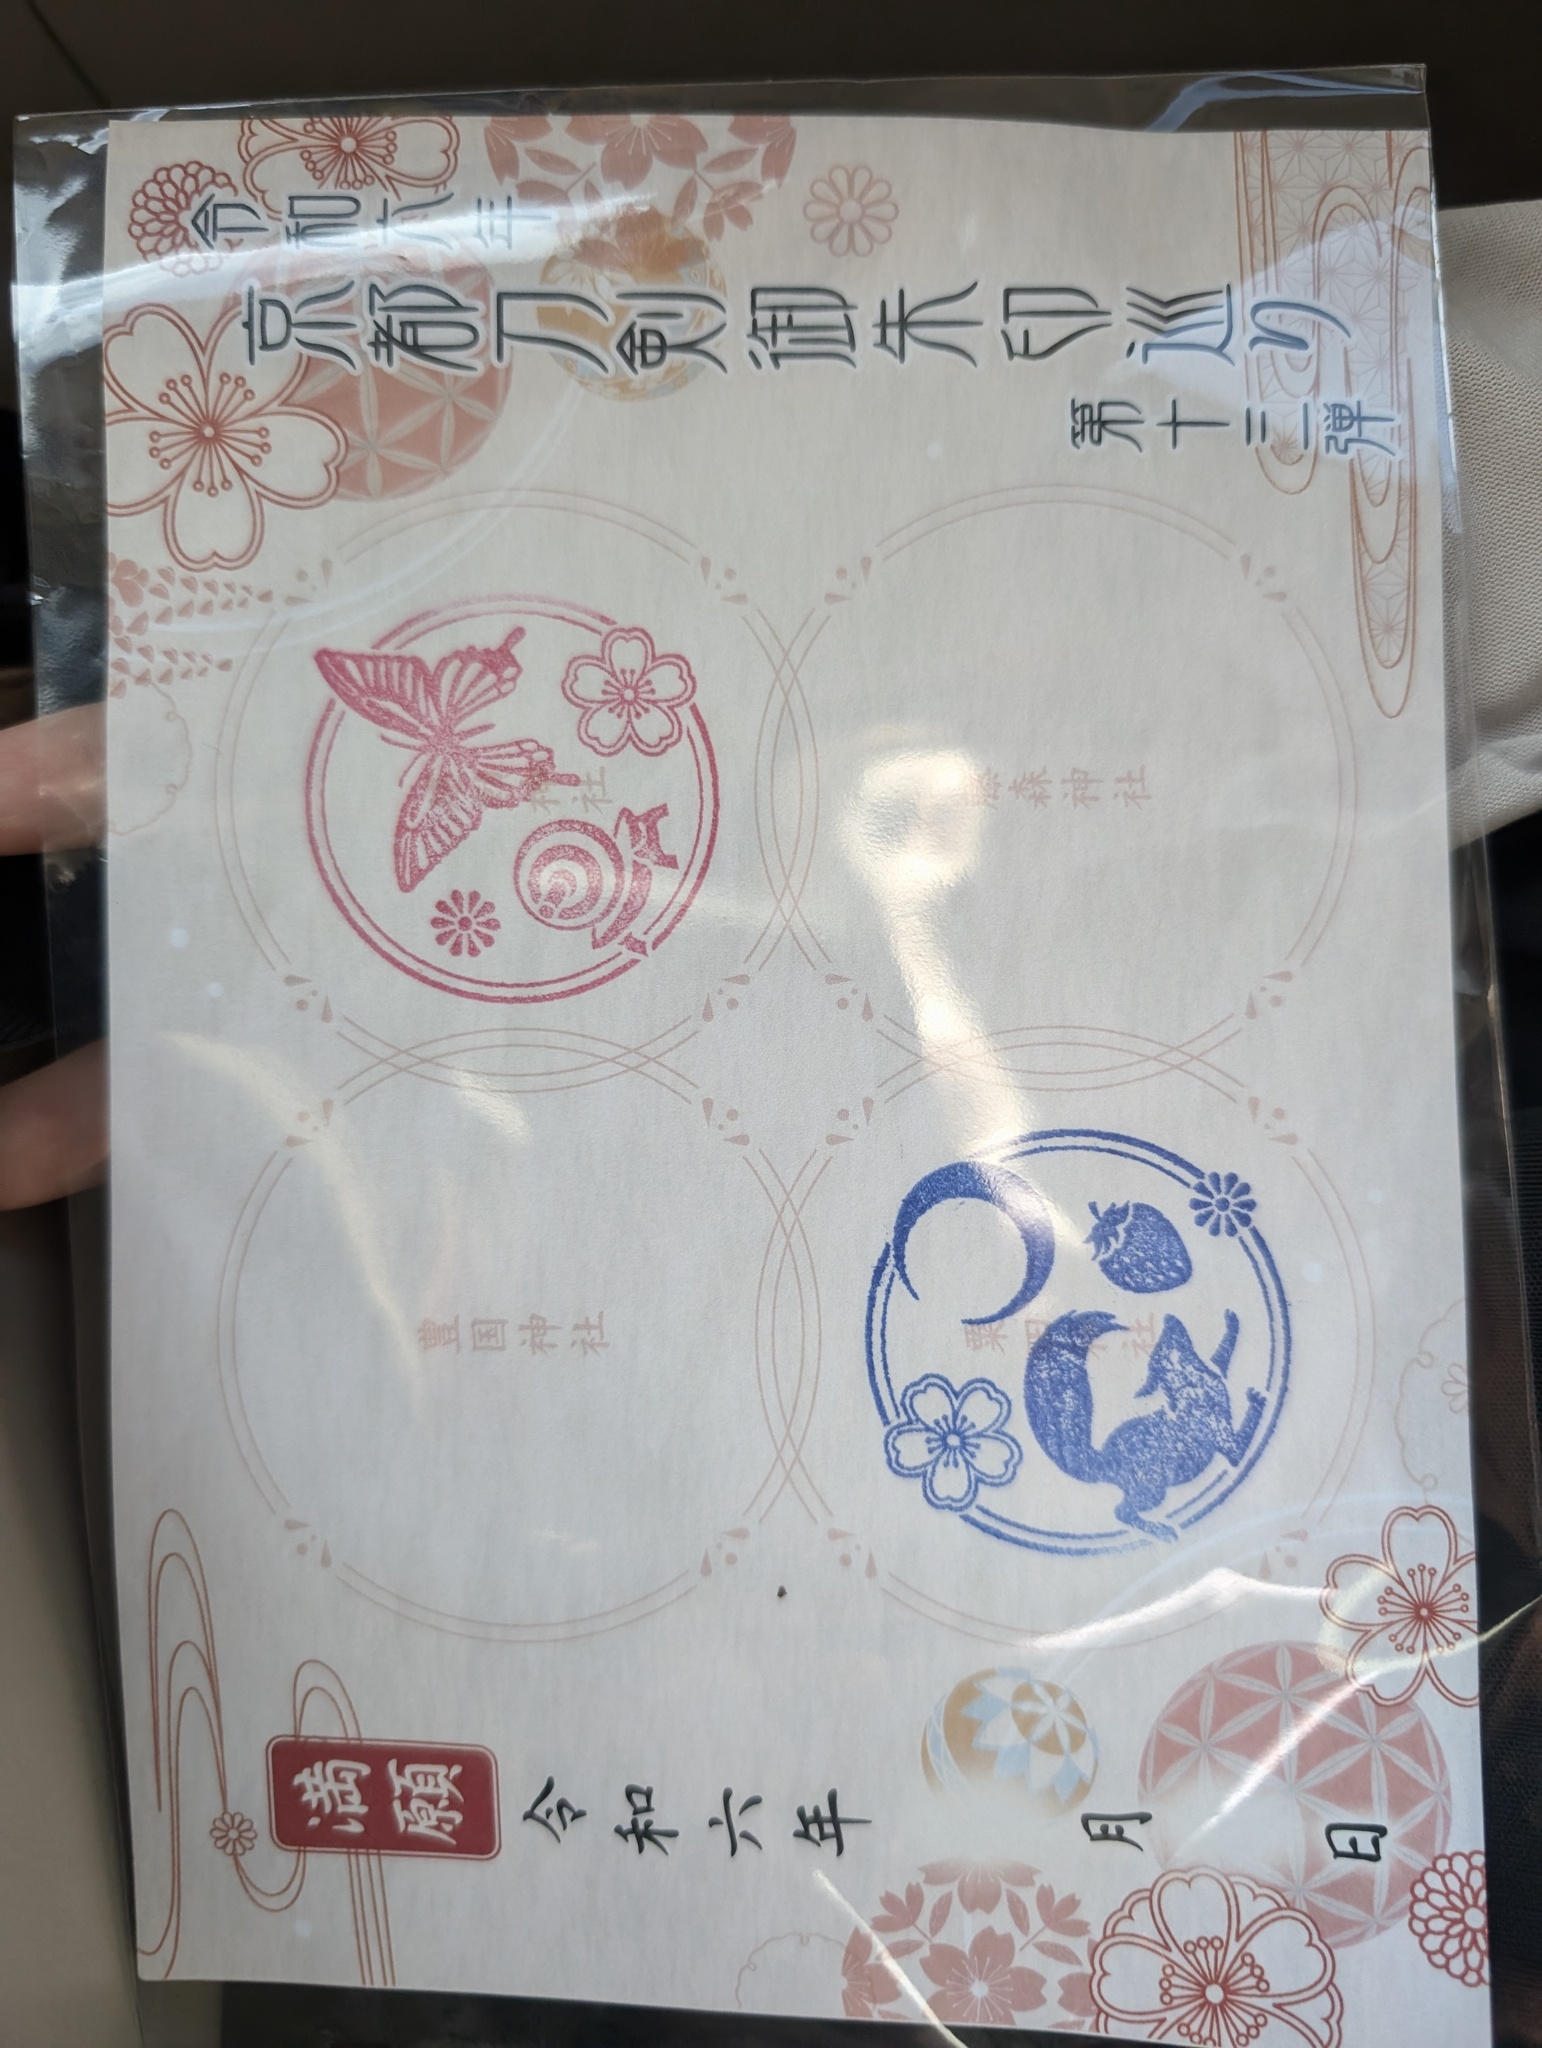 令和六年
京都刀剣御朱印巡り
第十三弾
神社
藤森神社
豊国神社
粟田神社
満願
令和六年 月 日